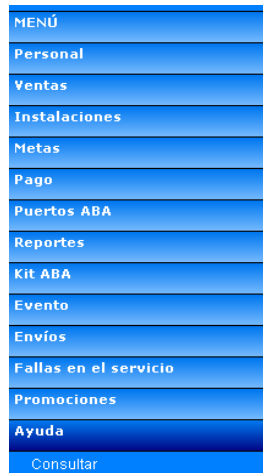 MENÚ
Personal
Ventas
Instalaciones
Metas
Pago
Puertos ABA
Reportes
Kit ABA
Evento
Envíos
Fallas en el servicio
Promociones
Ayuda
Consultar